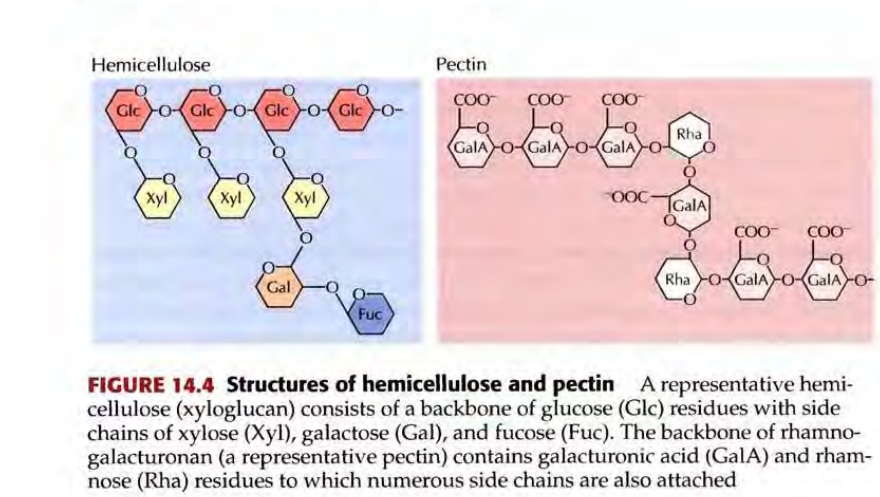 Hemicellulose
Pectin
Glc O Glc O Glc O Glc O–
O O O
Xyl Xyl Xyl
O
Gal O Fuc
COO⁻ COO⁻ COO⁻
GalA O GalA O GalA O Rha
O
⁻OOC GalA
O
COO⁻ COO⁻
Rha O GalA O GalA O–
FIGURE 14.4 Structures of hemicellulose and pectin A representative hemi-
cellulose (xyloglucan) consists of a backbone of glucose (Glc) residues with side
chains of xylose (Xyl), galactose (Gal), and fucose (Fuc). The backbone of rhamno-
galacturonan (a representative pectin) contains galacturonic acid (GalA) and rham-
nose (Rha) residues to which numerous side chains are also attached